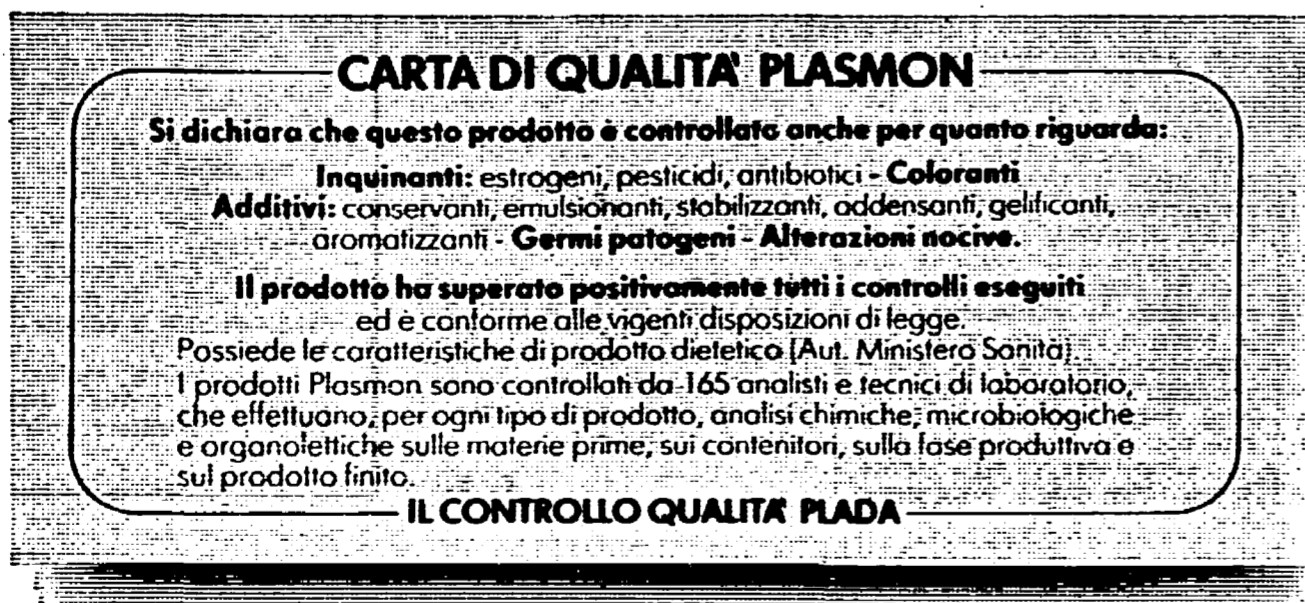 CARTA DI QUALITA' PLASMON
Si dichiara che questo prodotto è controllato anche per quanto riguarda:
Inquinanti: estrogeni, pesticidi, antibiotici - Coloranti
Additivi: conservanti, emulsionanti, stabilizzanti, addensanti, gelificanti,
aromatizzanti - Germi patogeni - Alterazioni nocive.
Il prodotto ha superato positivamente tutti i controlli eseguiti
ed è conforme alle vigenti disposizioni di legge.
Possiede le caratteristiche di prodotto dietetico (Aut. Ministero Sanità).
I prodotti Plasmon sono controllati da 165 analisti e tecnici di laboratorio,
che effettuano, per ogni tipo di prodotto, analisi chimiche, microbiologiche
e organolettiche sulle materie prime, sui contenitori, sulla fase produttiva e
sul prodotto finito.
IL CONTROLLO QUALITA' PLADA